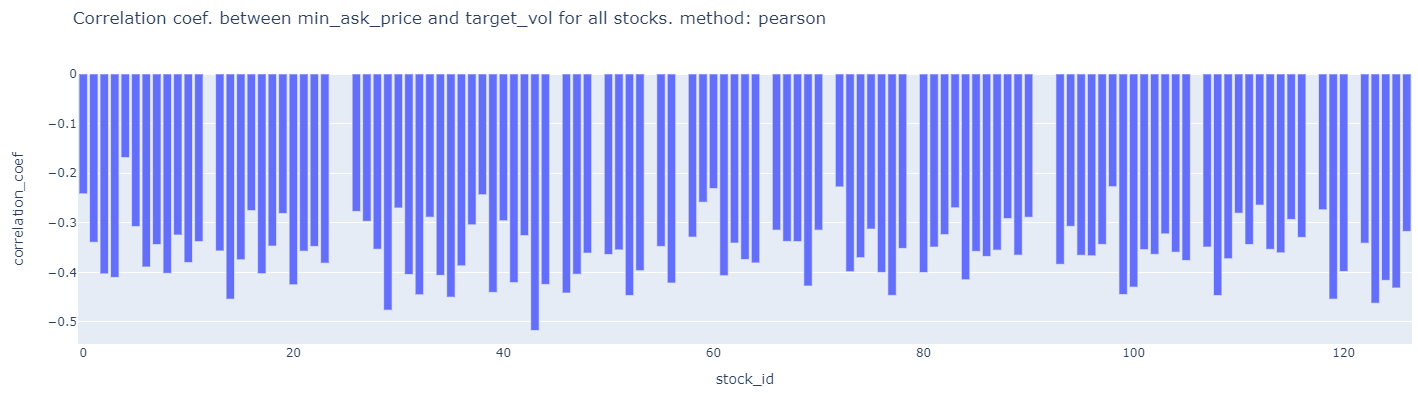 Correlation coef. between min_ask_price and target_vol for all stocks. method: pearson
0
−0.1
−0.2
−0.3
−0.4
−0.5
correlation_coef
0 20 40 60 80 100 120
stock_id